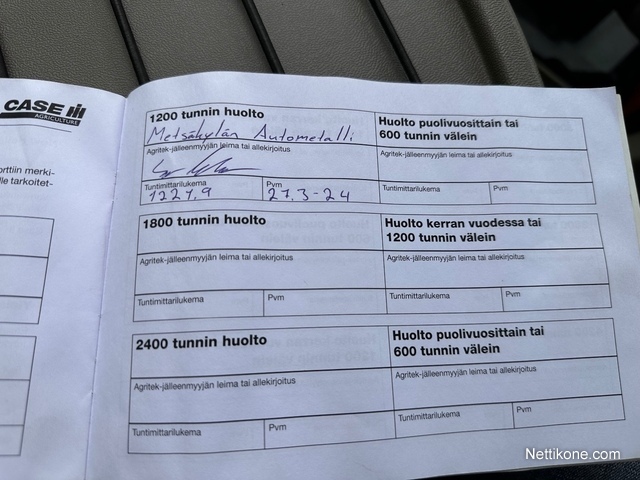 CASE IH
AGRICULTURE
orttiin merki-
lle tarkoitet-
1200 tunnin huolto
Metsäkylän Autometalli
Agritek-jälleenmyyjän leima tai allekirjoitus
Tuntimittarilukema
Pvm
27.3-24
Huolto puolivuosittain tai
600 tunnin välein
Agritek-jälleenmyyjän leima tai allekirjoitus
Tuntimittarilukema
Pvm
1800 tunnin huolto
Agritek-jälleenmyyjän leima tai allekirjoitus
Tuntimittarilukema
Pvm
Huolto kerran vuodessa tai
1200 tunnin välein
Agritek-jälleenmyyjän leima tai allekirjoitus
Tuntimittarilukema
Pvm
2400 tunnin huolto
Agritek-jälleenmyyjän leima tai allekirjoitus
Tuntimittarilukema
Pvm
Huolto puolivuosittain tai
600 tunnin välein
Agritek-jälleenmyyjän leima tai allekirjoitus
Tuntimittarilukema
Pvm
Nettikone.com